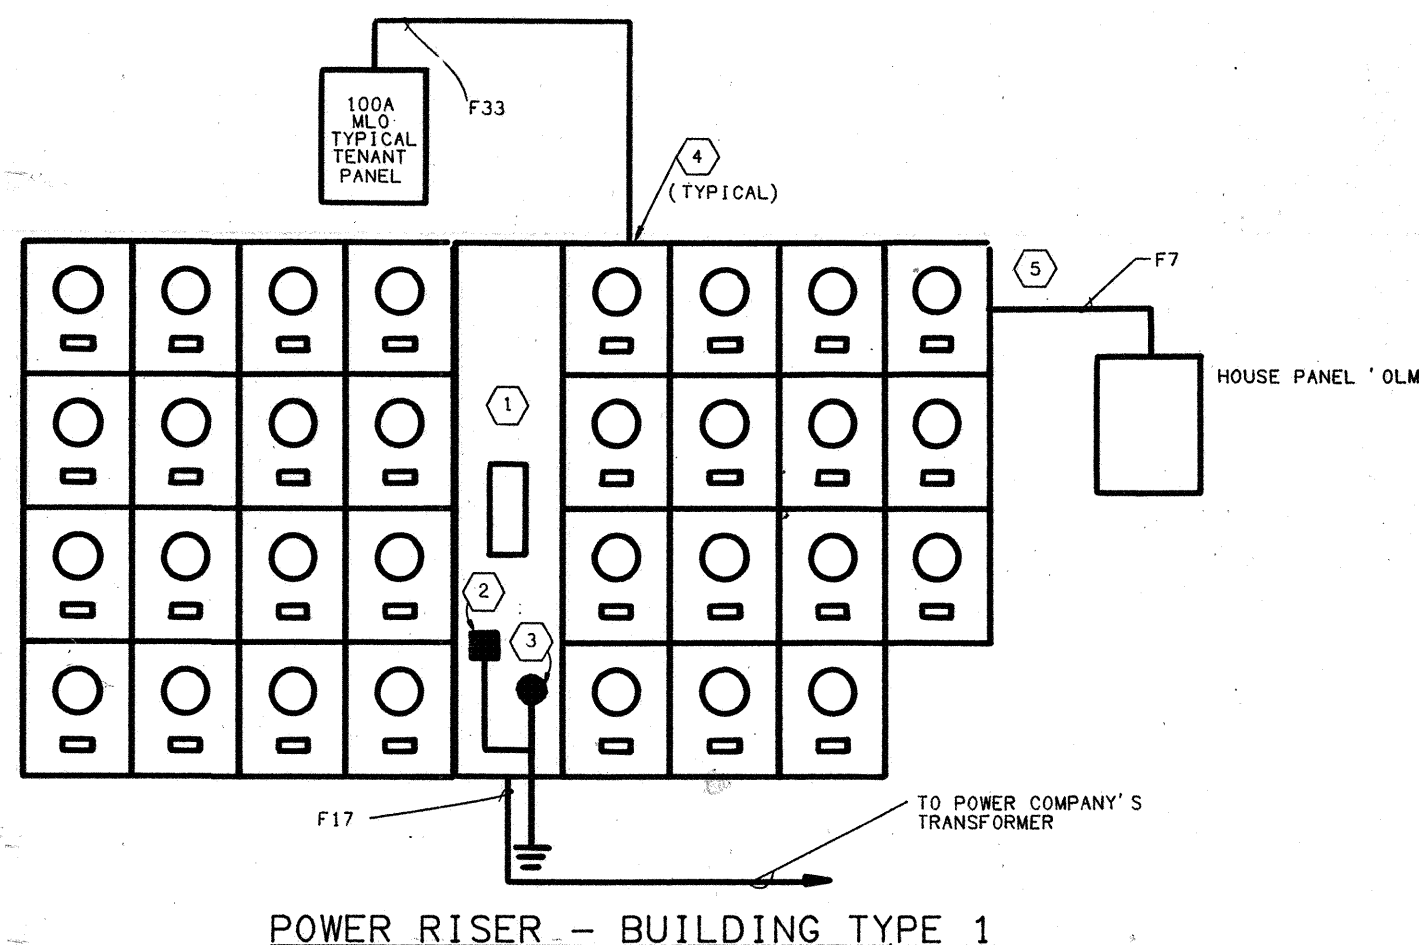 100A
MLO
TYPICAL
TENANT
PANEL
F33
4
(TYPICAL)
5
F7
HOUSE PANEL 'OLM
1
2
3
F17
TO POWER COMPANY'S
TRANSFORMER
POWER RISER - BUILDING TYPE 1